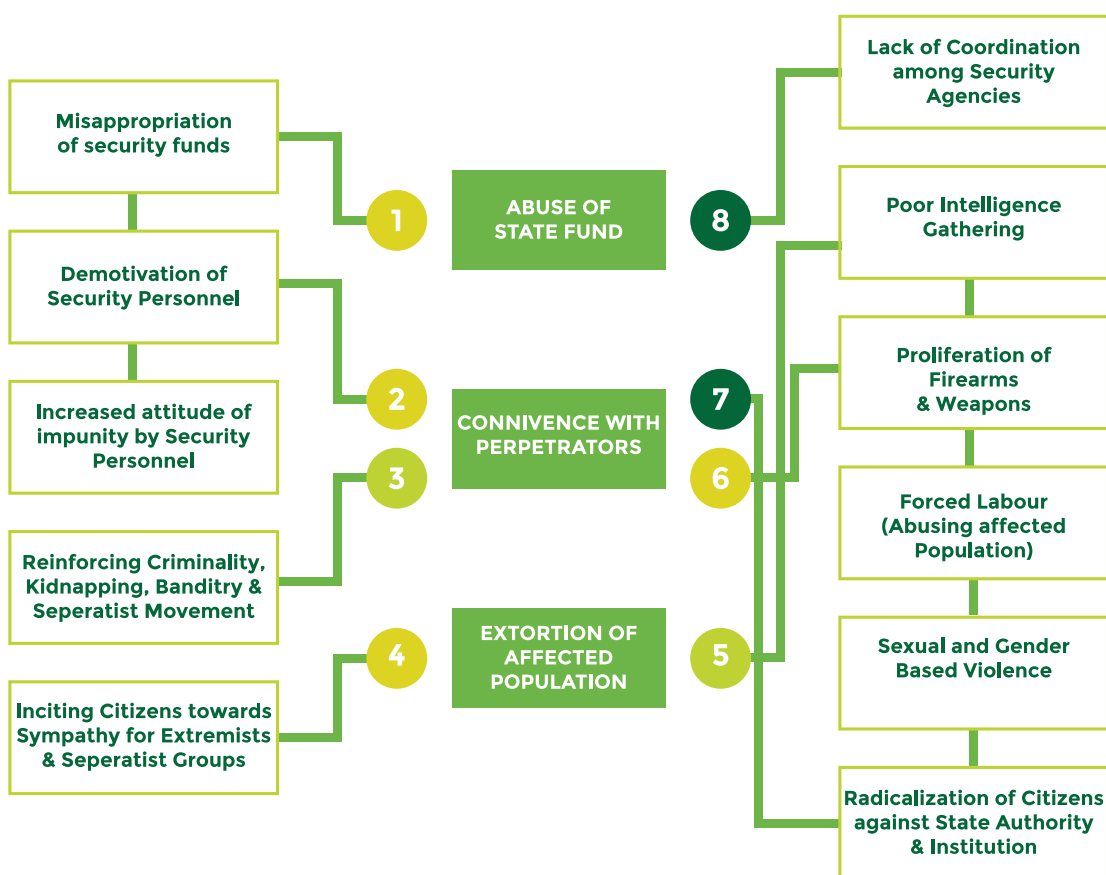 Misappropriation
of security funds
Demotivation of
Security Personnel
Increased attitude of
impunity by Security
Personnel
Reinforcing Criminality,
Kidnapping, Banditry &
Seperatist Movement
Inciting Citizens towards
Sympathy for Extremists
& Seperatist Groups
1
2
3
4
ABUSE OF
STATE FUND
CONNIVENCE WITH
PERPETRATORS
EXTORTION OF
AFFECTED
POPULATION
8
7
6
5
Lack of Coordination
among Security
Agencies
Poor Intelligence
Gathering
Proliferation of
Firearms
& Weapons
Forced Labour
(Abusing affected
Population)
Sexual and Gender
Based Violence
Radicalization of Citizens
against State Authority
& Institution